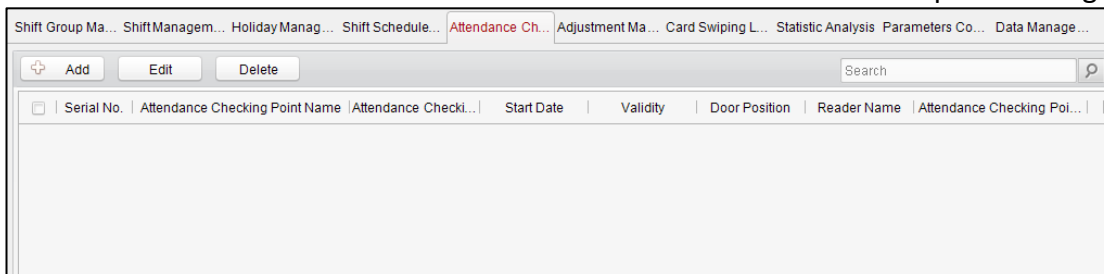 Shift Group Ma... Shift Managem... Holiday Manag... Shift Schedule... Attendance Ch... Adjustment Ma... Card Swiping L... Statistic Analysis Parameters Co... Data Manage...
Add Edit Delete Search
Serial No. Attendance Checking Point Name Attendance Checki... Start Date Validity Door Position Reader Name Attendance Checking Poi...